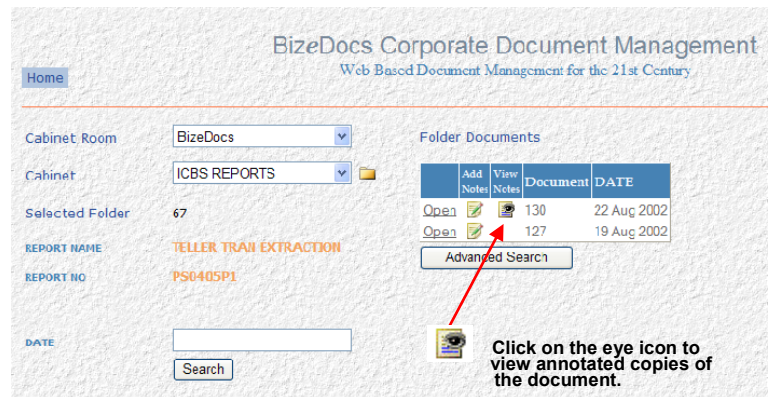 BizeDocs Corporate Document Management
Web Based Document Management for the 21st Century
Home
Cabinet Room
BizeDocs
Cabinet
ICBS REPORTS
Selected Folder
67
REPORT NAME
TELLER TRAN EXTRACTION
REPORT NO
PS0405P1
DATE
Search
Folder Documents
Add Notes View Notes Document DATE
Open 130 22 Aug 2002
Open 127 19 Aug 2002
Advanced Search
Click on the eye icon to
view annotated copies of
the document.